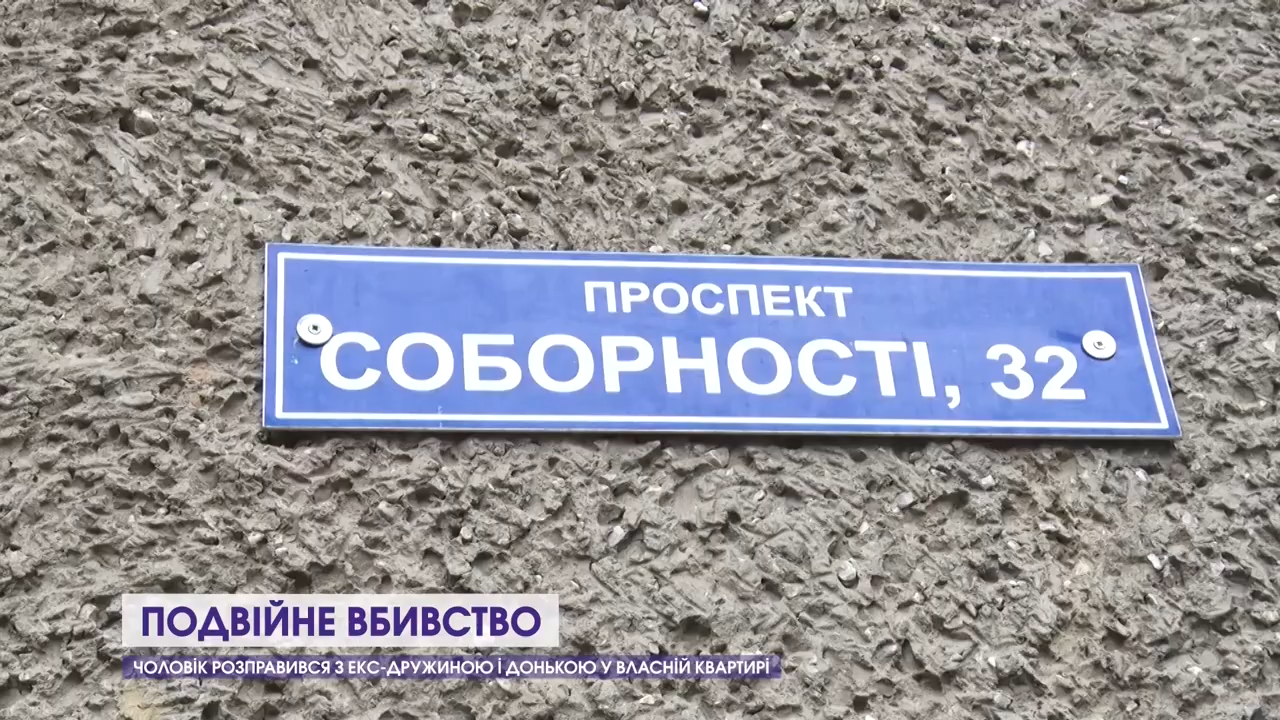 ПРОСПЕКТ
СОБОРНОСТІ, 32
ПОДВІЙНЕ ВБИВСТВО
ЧОЛОВІК РОЗПРАВИВСЯ З ЕКС-ДРУЖИНОЮ І ДОНЬКОЮ У ВЛАСНІЙ КВАРТИРІ